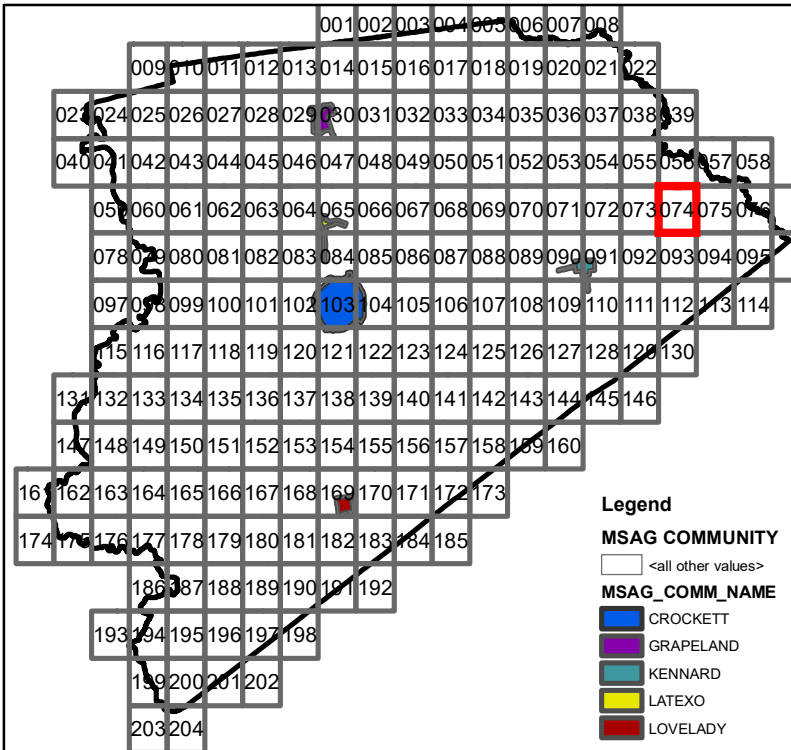 001 002 003 004 005 006 007 008
009 010 011 012 013 014 015 016 017 018 019 020 021 022
023 024 025 026 027 028 029 030 031 032 033 034 035 036 037 038 039
040 041 042 043 044 045 046 047 048 049 050 051 052 053 054 055 056 057 058
059 060 061 062 063 064 065 066 067 068 069 070 071 072 073 074 075 076
078 079 080 081 082 083 084 085 086 087 088 089 090 091 092 093 094 095
097 098 099 100 101 102 103 104 105 106 107 108 109 110 111 112 113 114
115 116 117 118 119 120 121 122 123 124 125 126 127 128 129 130
131 132 133 134 135 136 137 138 139 140 141 142 143 144 145 146
147 148 149 150 151 152 153 154 155 156 157 158 159 160
161 162 163 164 165 166 167 168 169 170 171 172 173
174 175 176 177 178 179 180 181 182 183 184 185
186 187 188 189 190 191 192
193 194 195 196 197 198
199 200 201 202
203 204
Legend
MSAG COMMUNITY
<all other values>
MSAG_COMM_NAME
CROCKETT
GRAPELAND
KENNARD
LATEXO
LOVELADY